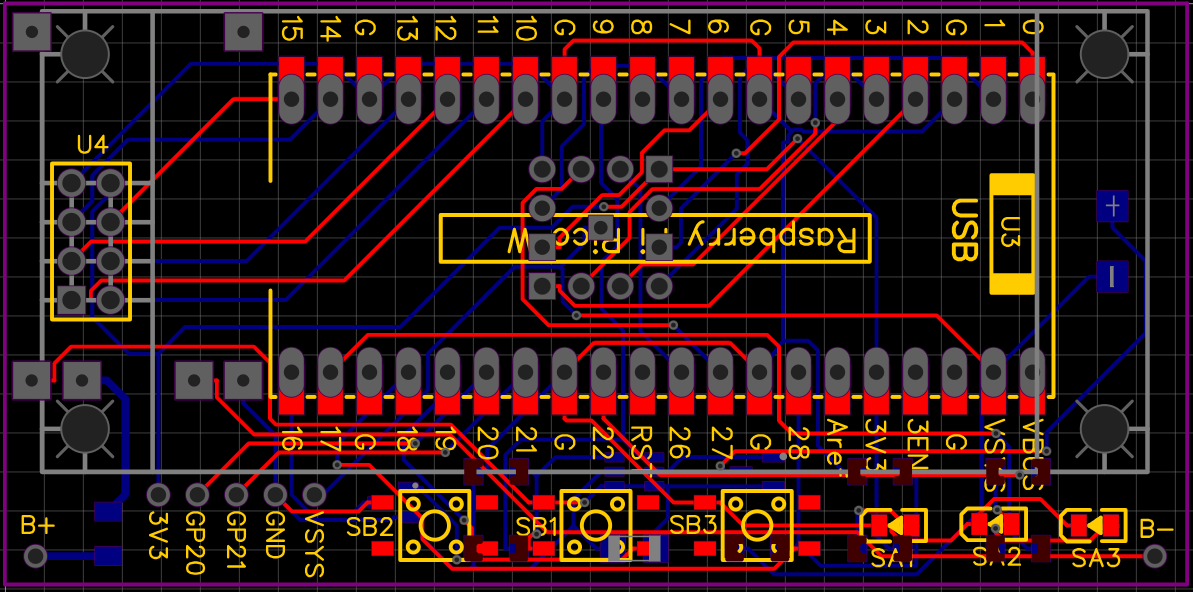 15 14 G 13 12 11 10 G 9 8 7 6 G 5 4 3 2 G 1 0
U4
Raspberry Pi Pico W
USB
U3
+
16 17 G 18 19 20 21 G 22 RST 26 27 G 28 Aref 3V3 3EN G VSYS VBUS
B+
3V3 GP20 GP21 GND VSYS
SB2
SB1
SB3
SA1
SA2
SA3
B-